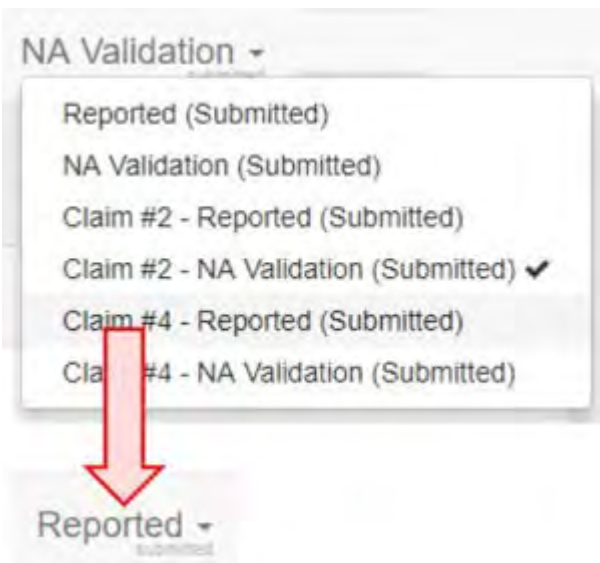 NA Validation
submitted
Reported (Submitted)
NA Validation (Submitted)
Claim #2 - Reported (Submitted)
Claim #2 - NA Validation (Submitted) ✔
Claim #4 - Reported (Submitted)
Cla #4 - NA Validation (Submitted)
Reported
submitted